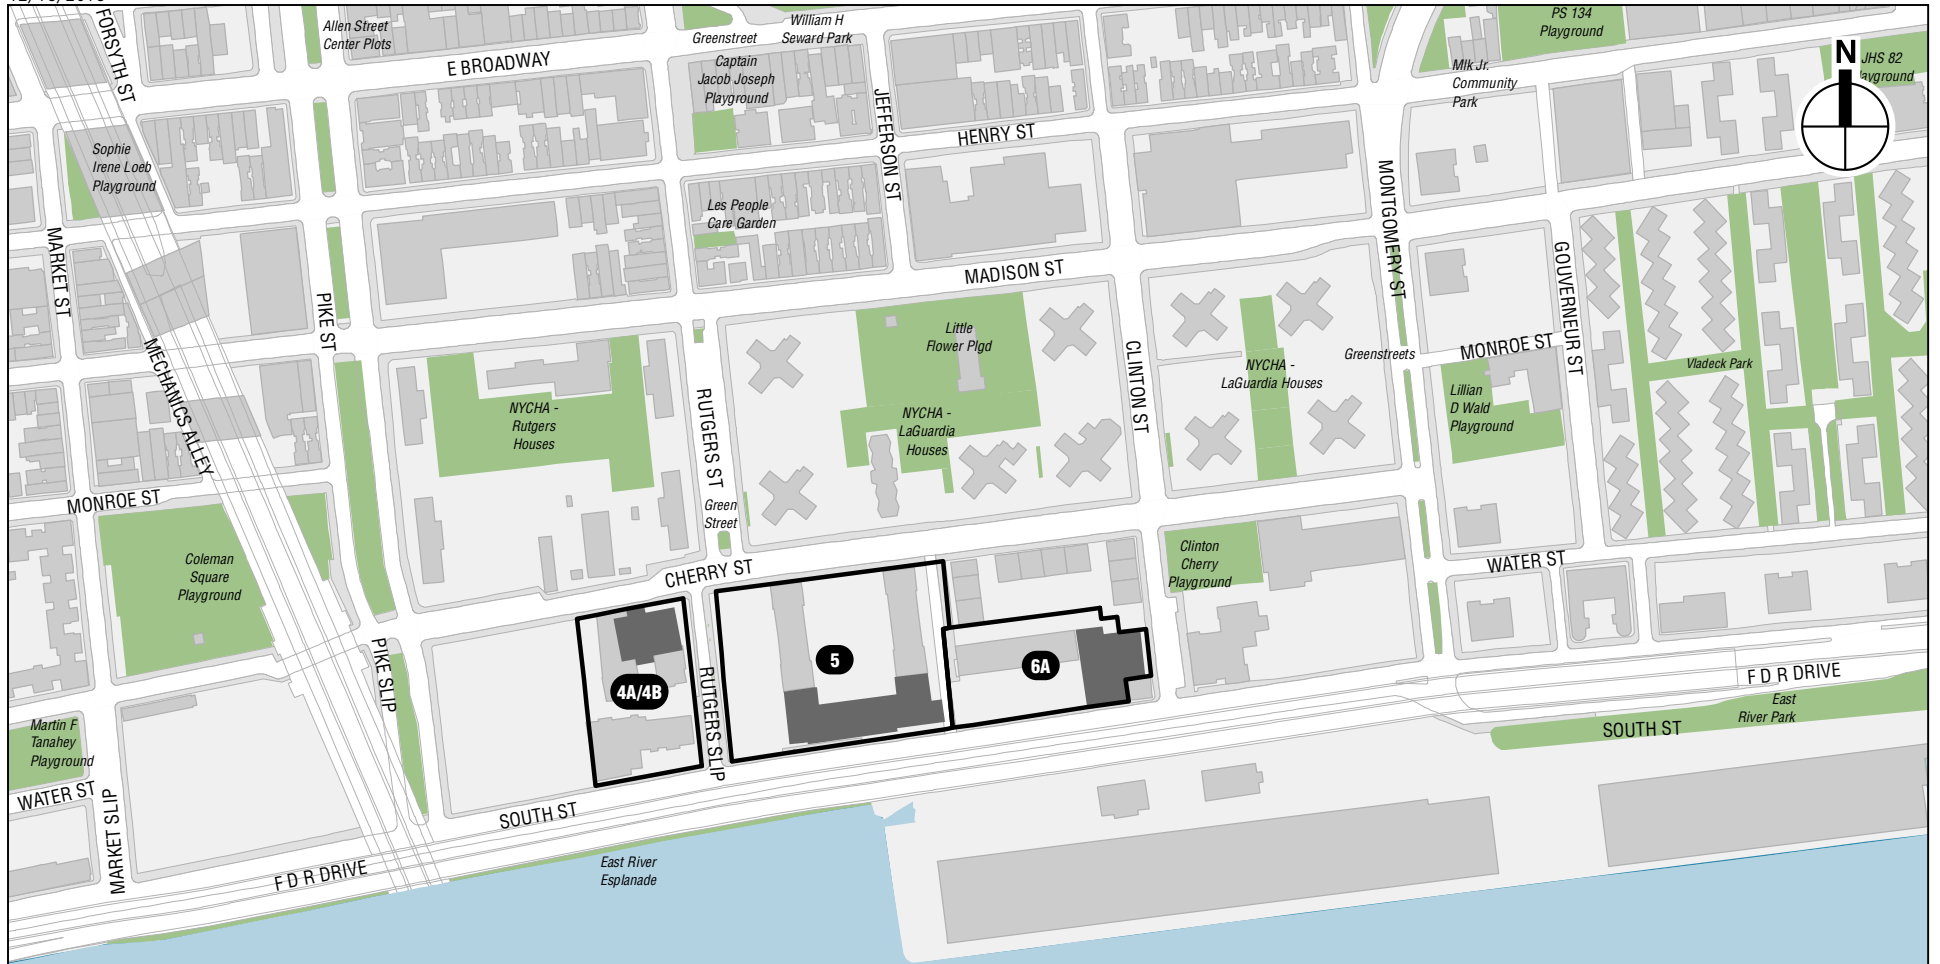 FORSYTH ST
Allen Street
Center Plots
E BROADWAY
Greenstreet
William H
Seward Park
Captain
Jacob Joseph
Playground
JEFFERSON ST
HENRY ST
PS 134
Playground
Mlk Jr.
Community
Park
N
JHS 82
Sophie
Irene Loeb
Playground
Les People
Care Garden
MARKET ST
PIKE ST
MADISON ST
MONTGOMERY ST
GOUVERNEUR ST
MECHANICS ALLEY
Little
Flower Plgd
NYCHA -
LaGuardia Houses
Greenstreets
MONROE ST
Vladeck Park
CLINTON ST
RUTGERS ST
NYCHA -
Rutgers
Houses
NYCHA -
LaGuardia
Houses
Lillian
D Wald
Playground
MONROE ST
Green
Street
Coleman
Square
Playground
CHERRY ST
Clinton
Cherry
Playground
WATER ST
PIKE SLIP
4A/4B
RUTGERS SLIP
5
6A
F D R DRIVE
East
River Park
SOUTH ST
Martin F
Tanahey
Playground
WATER ST
MARKET SLIP
SOUTH ST
F D R DRIVE
East River
Esplanade